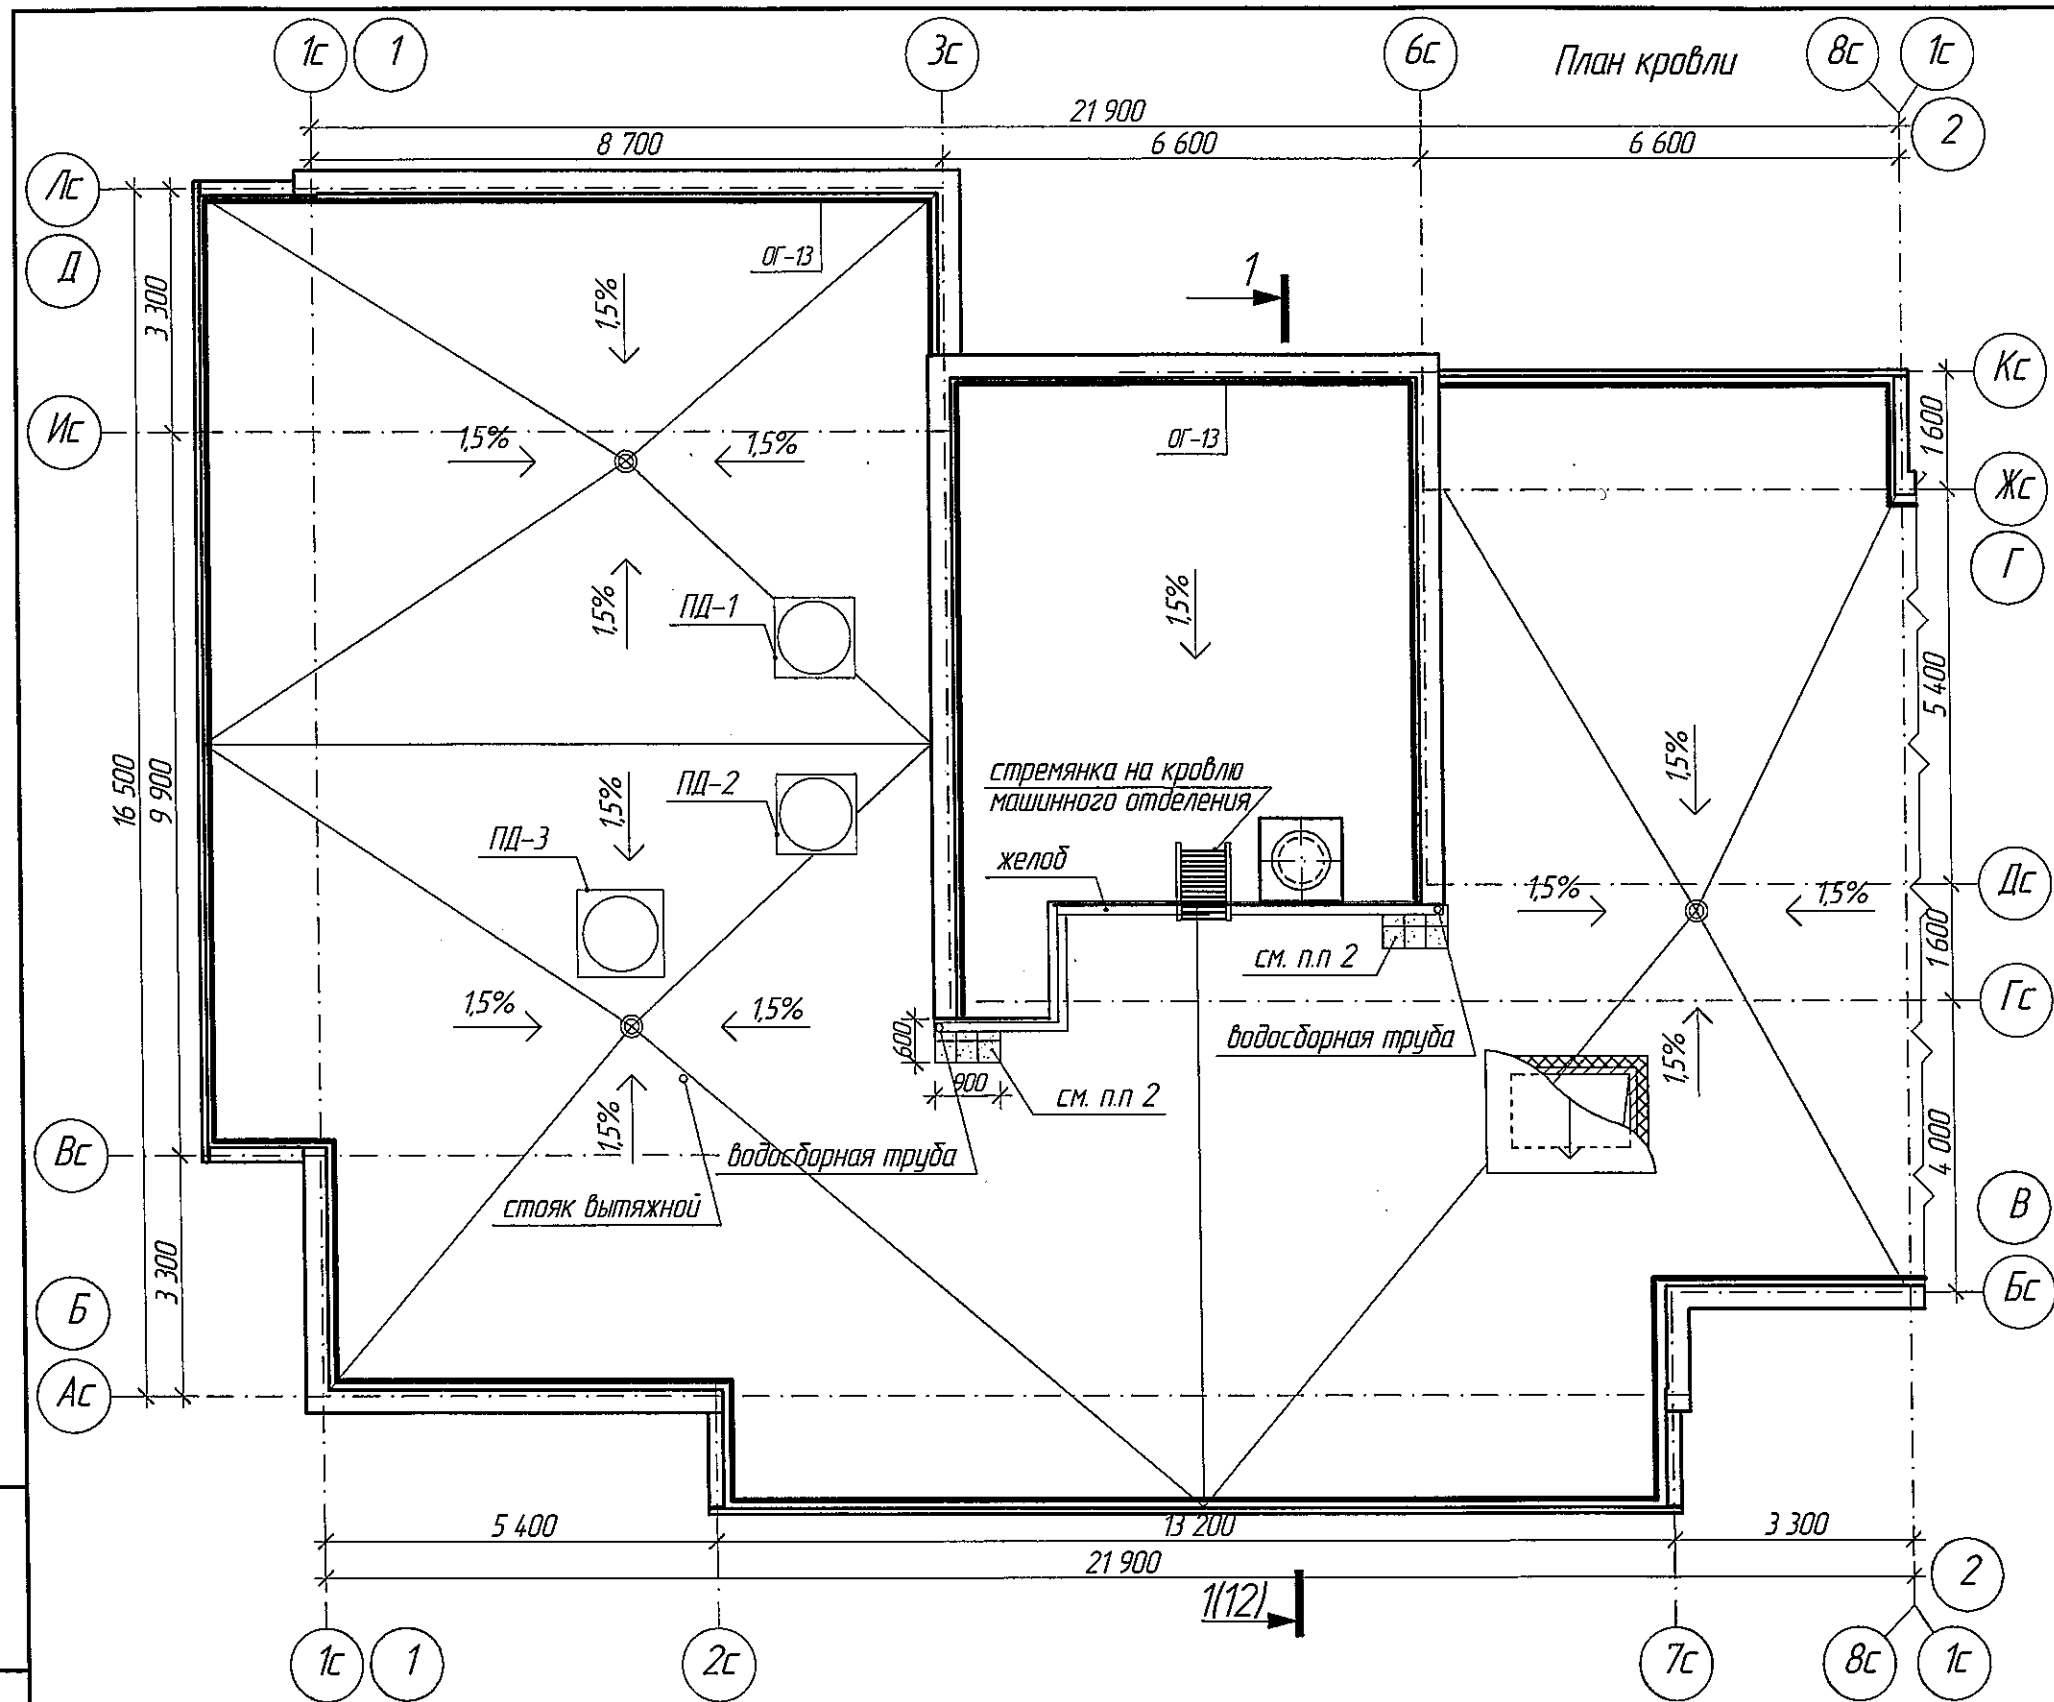 1с 1 3с 6с План кровли 8с 1с
21 900 2
8 700 6 600 6 600
Лс
Д
ОГ-13
1
3 300
1,5%
Кс
1 600
Ис
1,5% 1,5%
ОГ-13
Жс
Г
ПД-1
1,5%
1,5%
5 400
16 500
9 900
ПД-2
1,5%
стремянка на кровлю
машинного отделения
1,5%
ПД-3
желоб
1,5% 1,5%
Дс
1 600
см. п.п 2
1,5% 1,5%
600
водосборная труба
Гс
900
см. п.п 2
1,5%
1,5%
4 000
Вс
водосборная труба
стояк вытяжной
В
3 300
Б
Бс
Ас
5 400 13 200 3 300
21 900
2
1(12)
1с 1 2с 7с 8с 1с